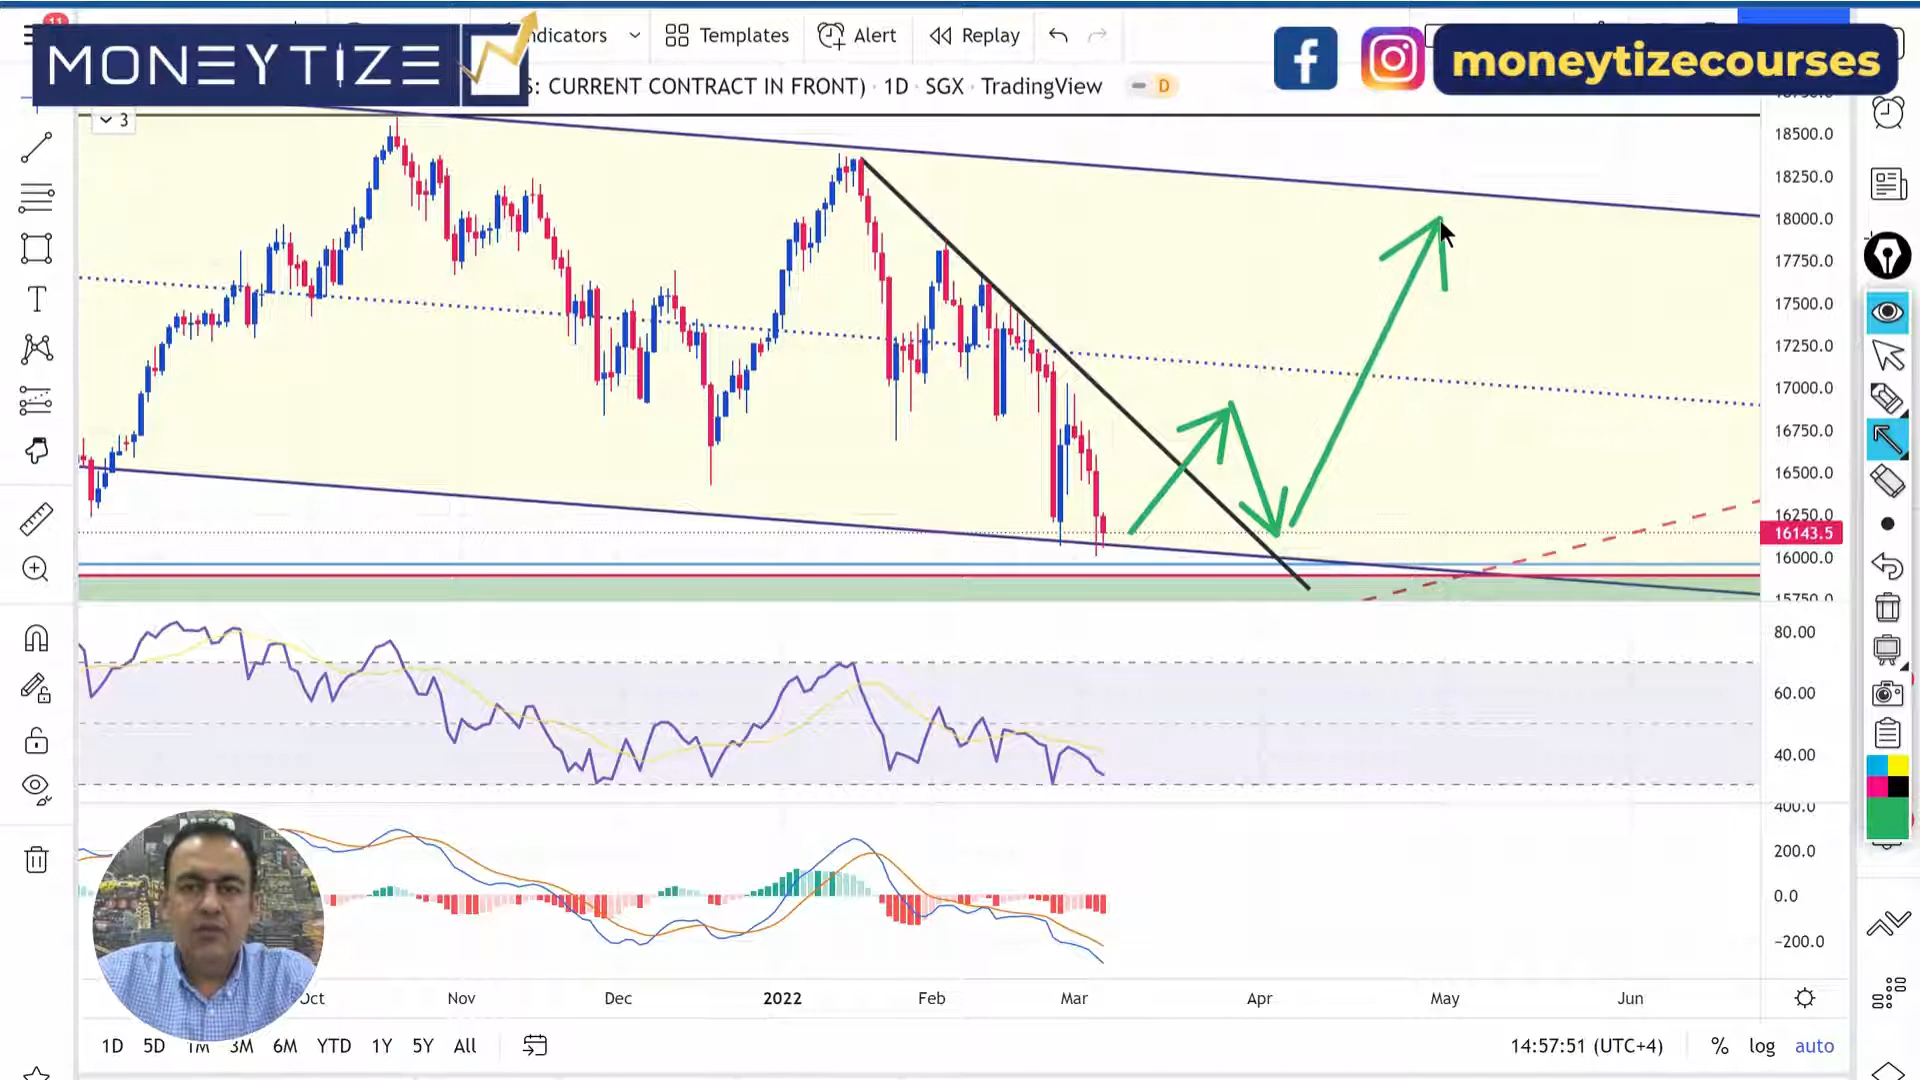 11
MONEYTIZE
ndicators
Templates
Alert
Replay
moneytizecourses
S: CURRENT CONTRACT IN FRONT) · 1D · SGX · TradingView
D
3
18500.0
18250.0
18000.0
17750.0
17500.0
17250.0
17000.0
16750.0
16500.0
16250.0
16143.5
16000.0
15750.0
80.00
60.00
40.00
400.0
200.0
0.0
−200.0
Oct Nov Dec 2022 Feb Mar Apr May Jun
1D 5D 1M 3M 6M YTD 1Y 5Y All
14:57:51 (UTC+4) % log auto